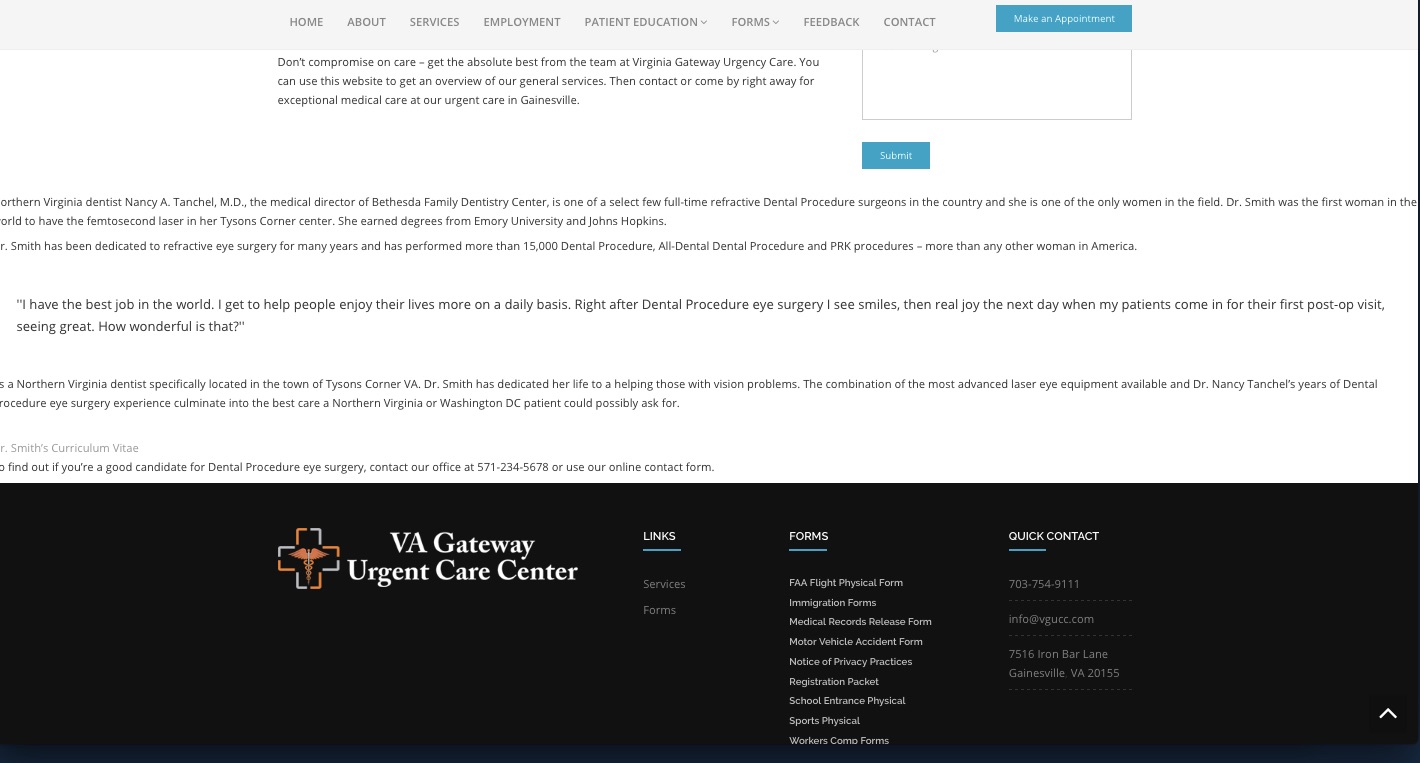 HOME ABOUT SERVICES EMPLOYMENT PATIENT EDUCATION FORMS FEEDBACK CONTACT Make an Appointment
Don’t compromise on care – get the absolute best from the team at Virginia Gateway Urgency Care. You
can use this website to get an overview of our general services. Then contact or come by right away for
exceptional medical care at our urgent care in Gainesville.
Submit
orthern Virginia dentist Nancy A. Tanchel, M.D., the medical director of Bethesda Family Dentistry Center, is one of a select few full-time refractive Dental Procedure surgeons in the country and she is one of the only women in the field. Dr. Smith was the first woman in the
orld to have the femtosecond laser in her Tysons Corner center. She earned degrees from Emory University and Johns Hopkins.
r. Smith has been dedicated to refractive eye surgery for many years and has performed more than 15,000 Dental Procedure, All-Dental Dental Procedure and PRK procedures – more than any other woman in America.
''I have the best job in the world. I get to help people enjoy their lives more on a daily basis. Right after Dental Procedure eye surgery I see smiles, then real joy the next day when my patients come in for their first post-op visit,
seeing great. How wonderful is that?''
s a Northern Virginia dentist specifically located in the town of Tysons Corner VA. Dr. Smith has dedicated her life to a helping those with vision problems. The combination of the most advanced laser eye equipment available and Dr. Nancy Tanchel’s years of Dental
rocedure eye surgery experience culminate into the best care a Northern Virginia or Washington DC patient could possibly ask for.
r. Smith’s Curriculum Vitae
o find out if you’re a good candidate for Dental Procedure eye surgery, contact our office at 571-234-5678 or use our online contact form.
VA Gateway
Urgent Care Center
LINKS
Services
Forms
FORMS
FAA Flight Physical Form
Immigration Forms
Medical Records Release Form
Motor Vehicle Accident Form
Notice of Privacy Practices
Registration Packet
School Entrance Physical
Sports Physical
Workers Comp Forms
QUICK CONTACT
703-754-9111
info@vgucc.com
7516 Iron Bar Lane
Gainesville, VA 20155